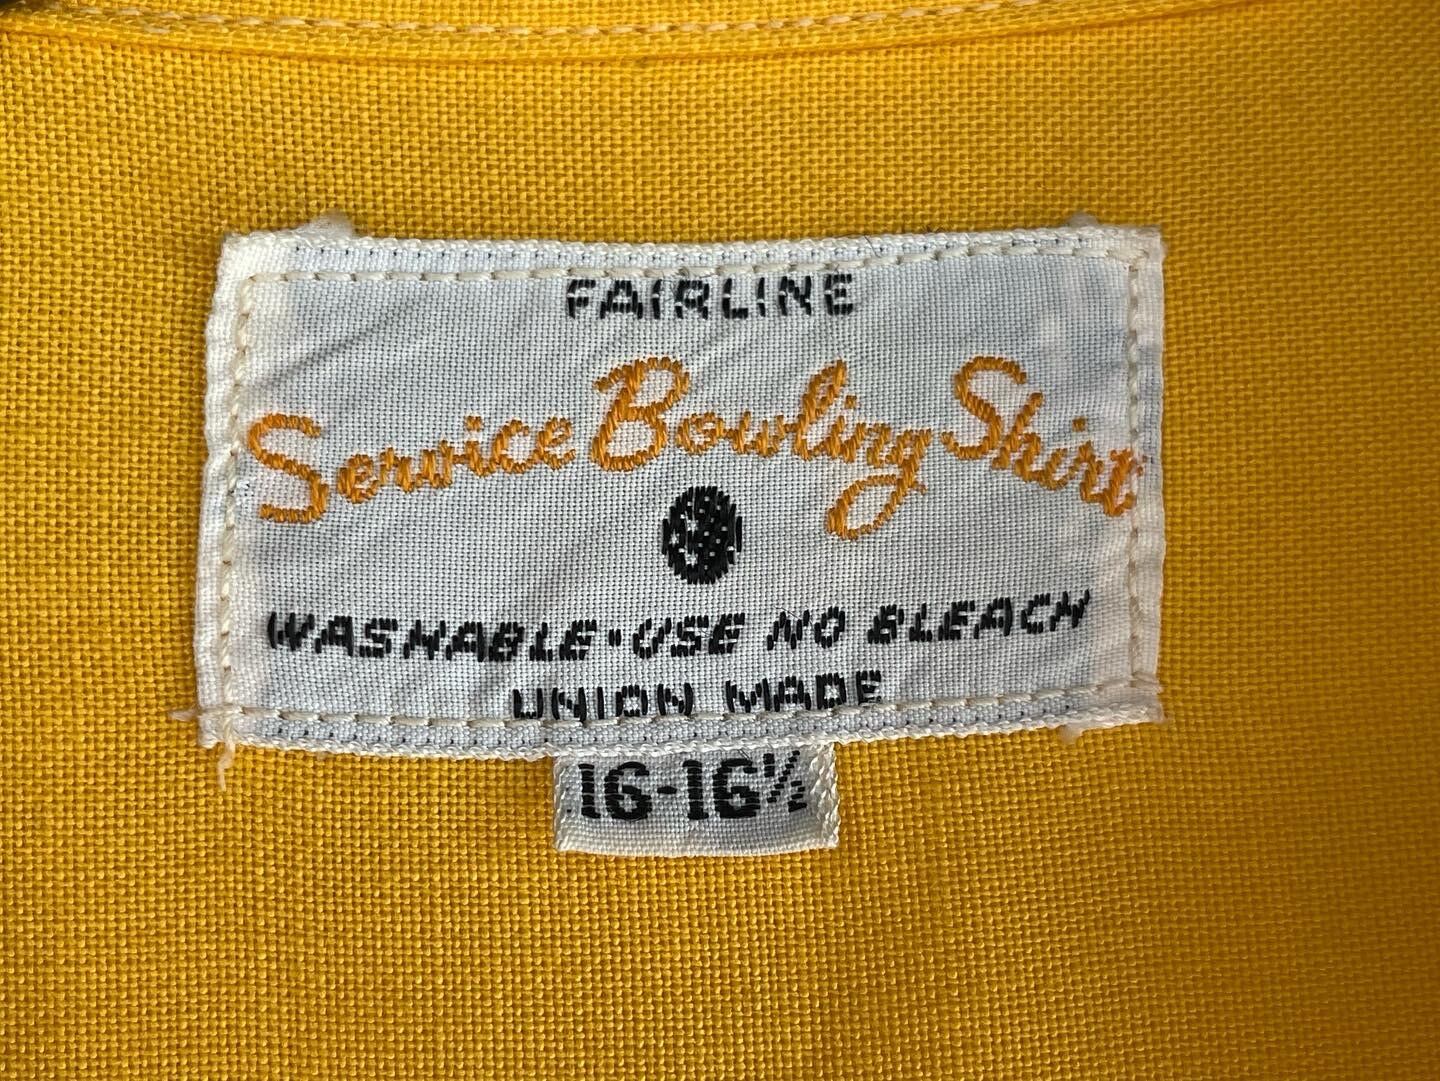 FAIRLINE
Service Bowling Shirt
WASHABLE·USE NO BLEACH
UNION MADE
16-16½